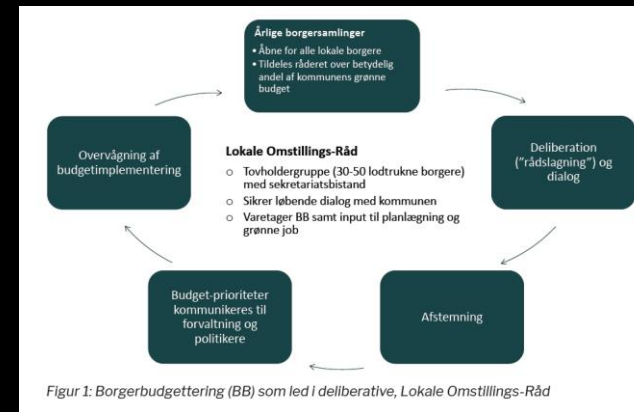 Årlige borgersamlinger
• Åbne for alle lokale borgere
• Tildeles råderet over betydelig
andel af kommunens grønne
budget
Deliberation
("rådslagning") og
dialog
Afstemning
Budget-prioriteter
kommunikeres til
forvaltning og
politikere
Overvågning af
budgetimplementering
Lokale Omstillings-Råd
o Tovholdergruppe (30-50 lodtrukne borgere)
med sekretariatsbistand
o Sikrer løbende dialog med kommunen
o Varetager BB samt input til planlægning og
grønne job
Figur 1: Borgerbudgettering (BB) som led i deliberative, Lokale Omstillings-Råd